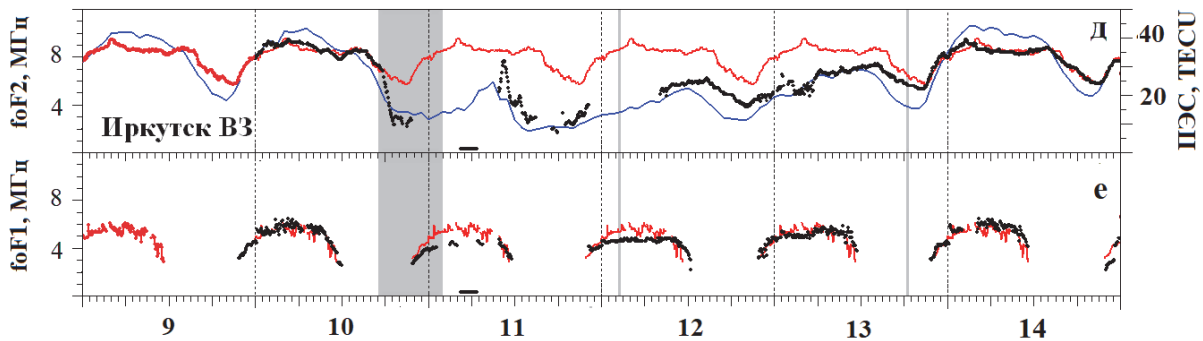 foF2, МГц
8
4
Иркутск ВЗ
д
40
20
ПЭС, TECU
foF1, МГц
8
4
е
9 10 11 12 13 14